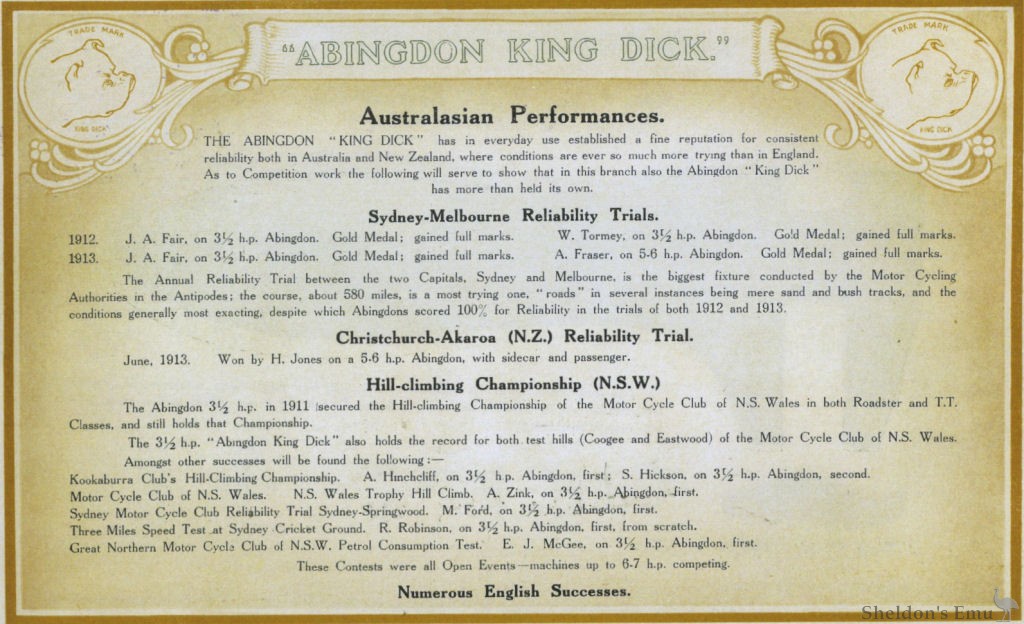 TRADE MARK
KING DICK
"ABINGDON KING DICK."
TRADE MARK
KING DICK
Australasian Performances.
THE ABINGDON "KING DICK" has in everyday use established a fine reputation for consistent
reliability both in Australia and New Zealand, where conditions are ever so much more trying than in England.
As to Competition work the following will serve to show that in this branch also the Abingdon "King Dick"
has more than held its own.
Sydney-Melbourne Reliability Trials.
1912. J. A. Fair, on 3½ h.p. Abingdon. Gold Medal; gained full marks. W. Tormey, on 3½ h.p. Abingdon. Gold Medal; gained full marks.
1913. J. A. Fair, on 3½ h.p. Abingdon. Gold Medal; gained full marks. A. Fraser, on 5-6 h.p. Abingdon. Gold Medal; gained full marks.
The Annual Reliability Trial between the two Capitals, Sydney and Melbourne, is the biggest fixture conducted by the Motor Cycling
Authorities in the Antipodes; the course, about 580 miles, is a most trying one, "roads" in several instances being mere sand and bush tracks, and the
conditions generally most exacting, despite which Abingdons scored 100% for Reliability in the trials of both 1912 and 1913.
Christchurch-Akaroa (N.Z.) Reliability Trial.
June, 1913. Won by H. Jones on a 5-6 h.p. Abingdon, with sidecar and passenger.
Hill-climbing Championship (N.S.W.)
The Abingdon 3½ h.p. in 1911 secured the Hill-climbing Championship of the Motor Cycle Club of N.S. Wales in both Roadster and T.T.
Classes, and still holds that Championship.
The 3½ h.p. "Abingdon King Dick" also holds the record for both test hills (Coogee and Eastwood) of the Motor Cycle Club of N.S. Wales.
Amongst other successes will be found the following:—
Kookaburra Club's Hill-Climbing Championship. A. Hinchcliff, on 3½ h.p. Abingdon, first; S. Hickson, on 3½ h.p. Abingdon, second.
Motor Cycle Club of N.S. Wales. N.S. Wales Trophy Hill Climb. A. Zink, on 3½ h.p. Abingdon, first.
Sydney Motor Cycle Club Reliability Trial Sydney-Springwood. M. Ford, on 3½ h.p. Abingdon, first.
Three Miles Speed Test at Sydney Cricket Ground. R. Robinson, on 3½ h.p. Abingdon, first, from scratch.
Great Northern Motor Cycle Club of N.S.W. Petrol Consumption Test. E. J. McGee, on 3½ h.p. Abingdon, first.
These Contests were all Open Events—machines up to 6-7 h.p. competing.
Numerous English Successes.
Sheldon's Emu